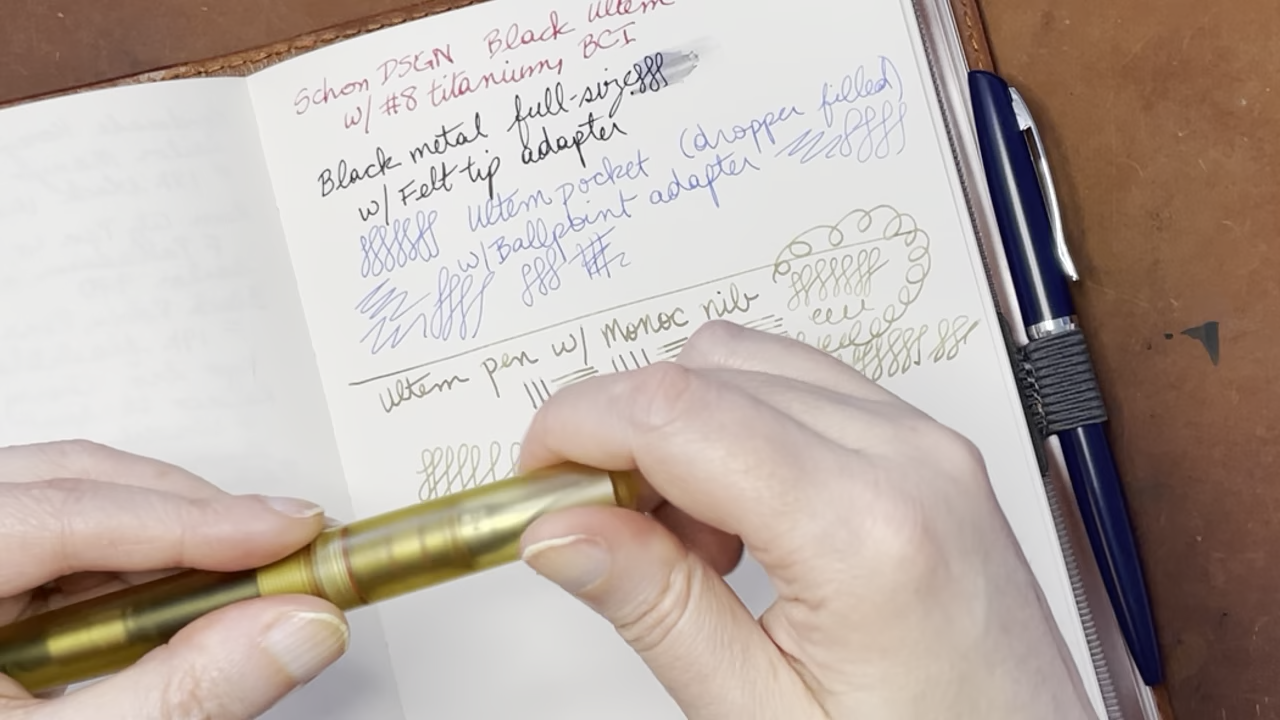 Schon DSGN Black Ultem
w/ #8 titanium, BCI
Black metal full-size
w/ Felt tip adapter
Ultem pocket (dropper filled)
w/ Ballpoint adapter
Ultem pen w/ Monoc nib